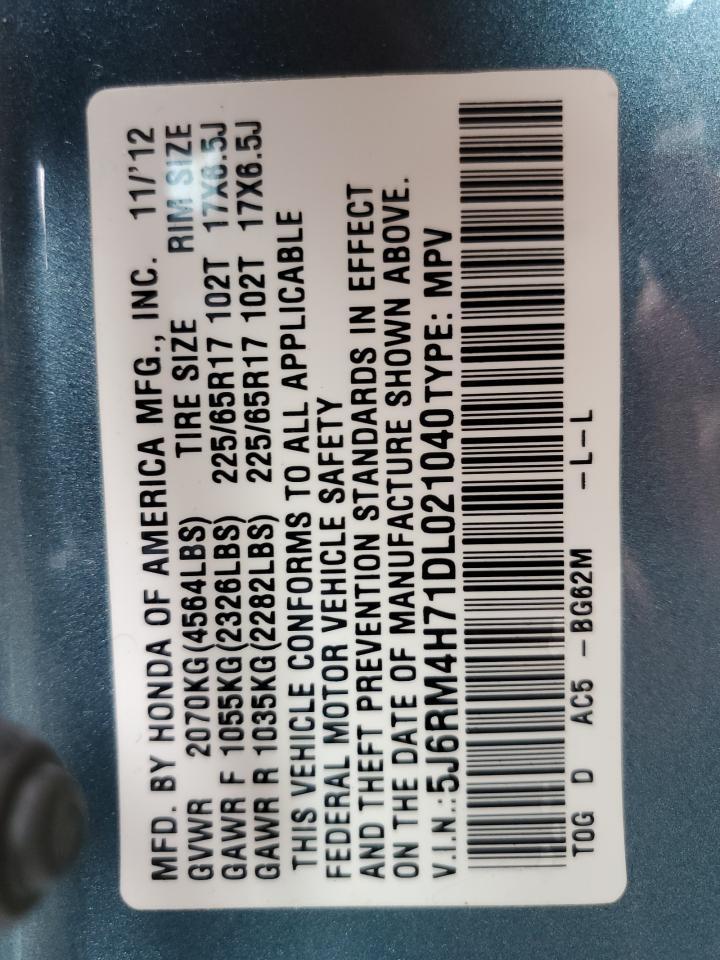 MFD. BY HONDA OF AMERICA MFG., INC. 11/'12
GVWR 2070KG(4564LBS) TIRE SIZE RIM SIZE
GAWR F 1055KG(2326LBS) 225/65R17 102T 17X6.5J
GAWR R 1035KG(2282LBS) 225/65R17 102T 17X6.5J
THIS VEHICLE CONFORMS TO ALL APPLICABLE
FEDERAL MOTOR VEHICLE SAFETY
AND THEFT PREVENTION STANDARDS IN EFFECT
ON THE DATE OF MANUFACTURE SHOWN ABOVE.
V.I.N.:5J6RM4H71DL021040 TYPE: MPV
TOG D AC5 -BG62M -L-L